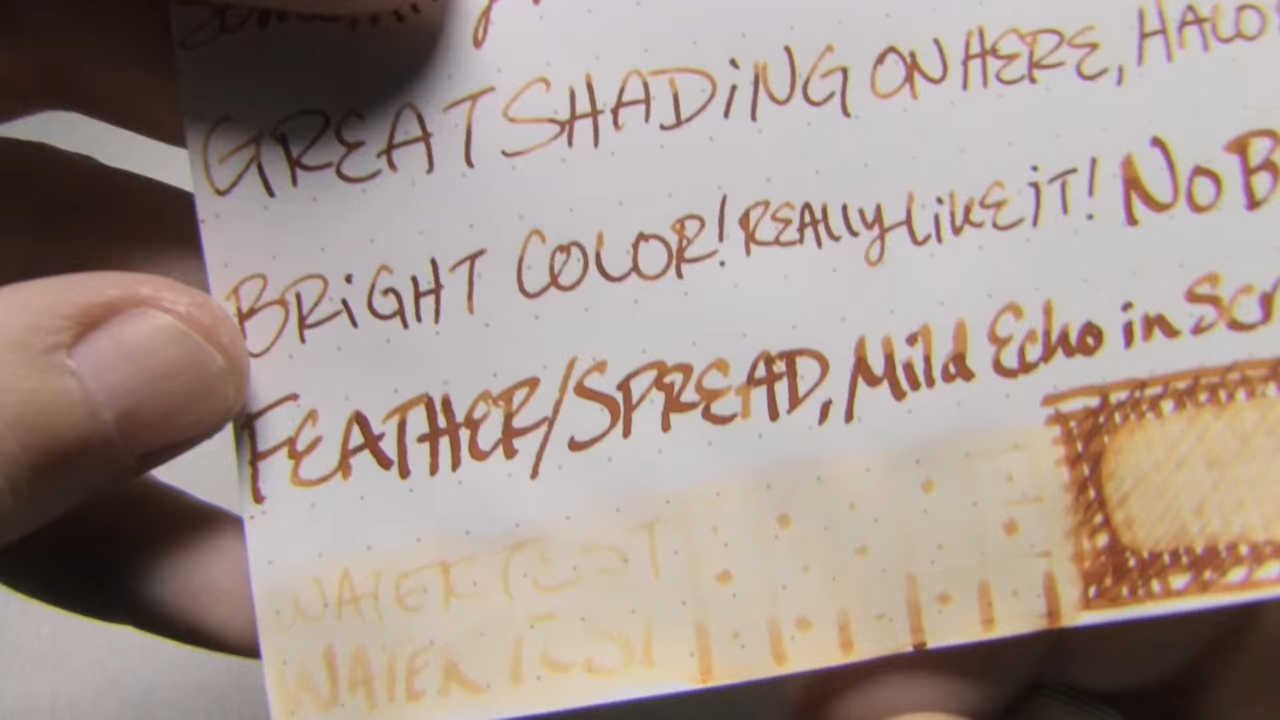 GREAT SHADING ON HERE, HALO
BRIGHT COLOR! REALLY LIKE IT! NO B
FEATHER/SPREAD, Mild Echo in Scr
WATER TEST
WATER TEST